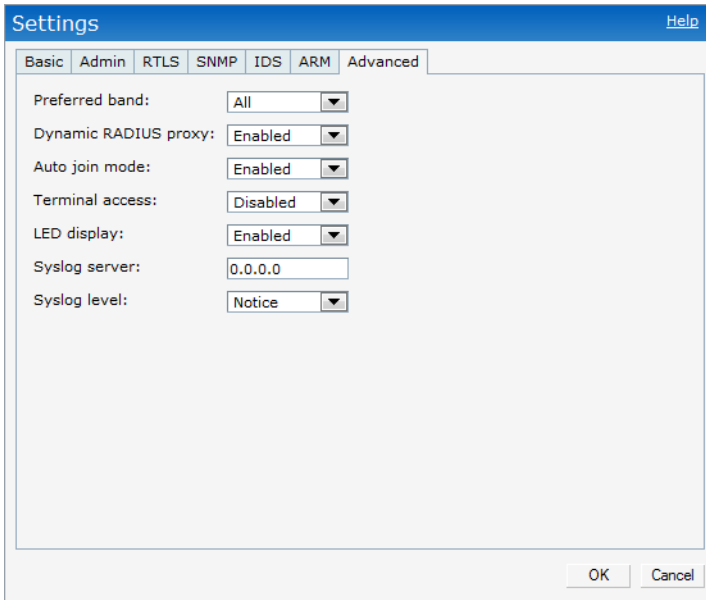 Settings Help
Basic Admin RTLS SNMP IDS ARM Advanced
Preferred band: All
Dynamic RADIUS proxy: Enabled
Auto join mode: Enabled
Terminal access: Disabled
LED display: Enabled
Syslog server: 0.0.0.0
Syslog level: Notice
OK Cancel